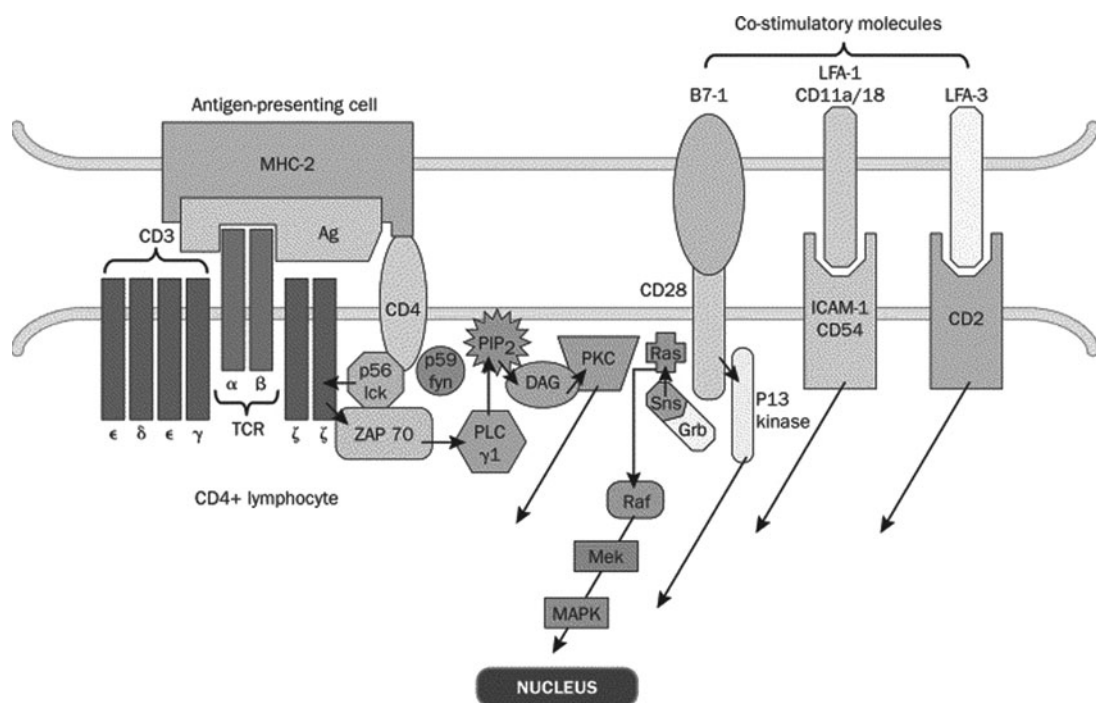 Co-stimulatory molecules
LFA-1
B7-1
CD11a/18
LFA-3
Antigen-presenting cell
MHC-2
Ag
CD3
CD4
CD28
ICAM-1
CD54
CD2
PIP2
p56
lck
p59
fyn
DAG
PKC
Ras
Sns
Grb
P13
kinase
α
β
TCR
ε
δ
ε
γ
ζ
ζ
ZAP 70
PLC
γ1
CD4+ lymphocyte
Raf
Mek
MAPK
NUCLEUS